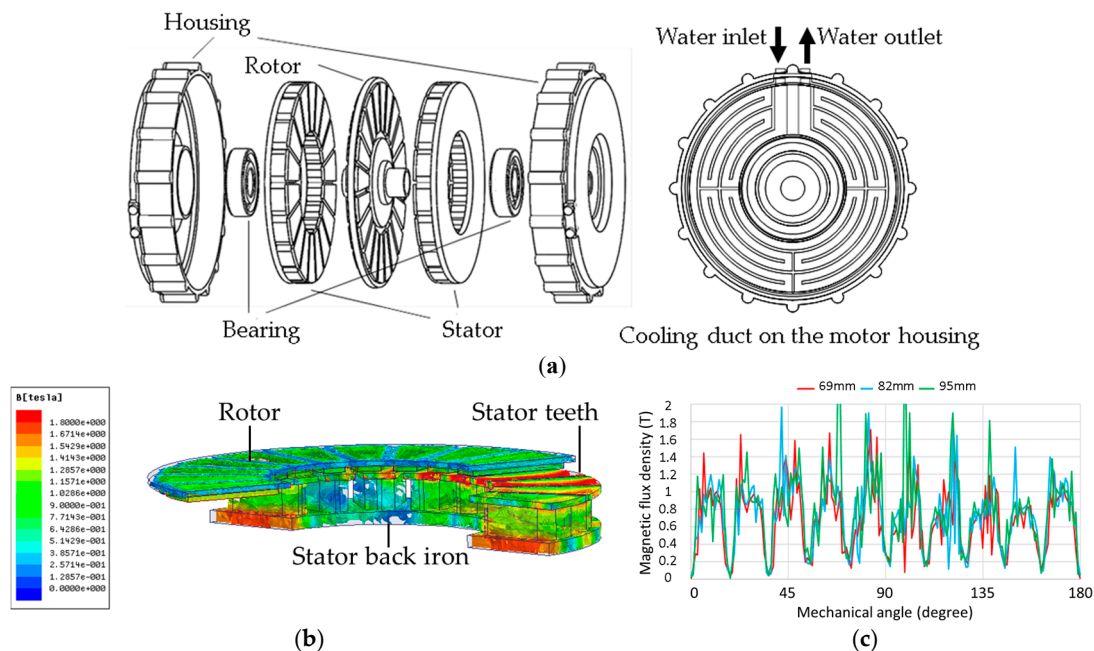 Housing
Rotor
Bearing
Stator
Water inlet
Water outlet
Cooling duct on the motor housing
(a)
B[tesla]
1.8000e+000
1.6714e+000
1.5429e+000
1.4143e+000
1.2857e+000
1.1571e+000
1.0286e+000
9.0000e-001
7.7143e-001
6.4286e-001
5.1429e-001
3.8571e-001
2.5714e-001
1.2857e-001
0.0000e+000
Rotor
Stator teeth
Stator back iron
(b)
69mm 82mm 95mm
Magnetic flux density (T)
2
1.8
1.6
1.4
1.2
1
0.8
0.6
0.4
0.2
0
0 45 90 135 180
Mechanical angle (degree)
(c)